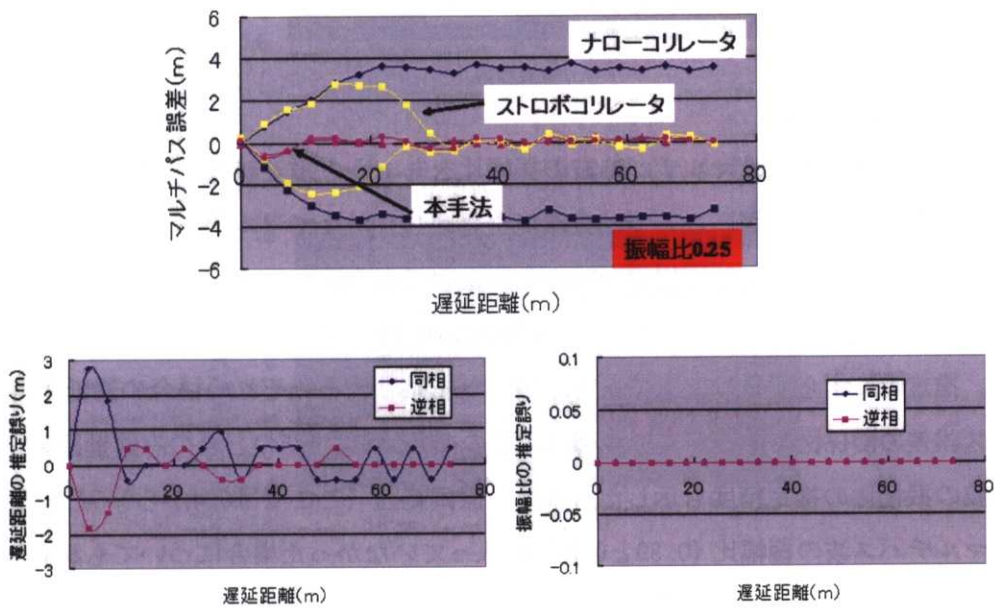 マルチパス誤差(m)
6
4
2
0
-2
-4
-6
0
20
40
60
80
ナローコリレータ
ストロボコリレータ
本手法
振幅比0.25
遅延距離(m)
遅延距離の推定誤り(m)
3
2
1
0
-1
-2
-3
0
20
40
60
80
同相
逆相
遅延距離(m)
振幅比の推定誤り
0.1
0.05
0
-0.05
-0.1
0
20
40
60
80
同相
逆相
遅延距離(m)